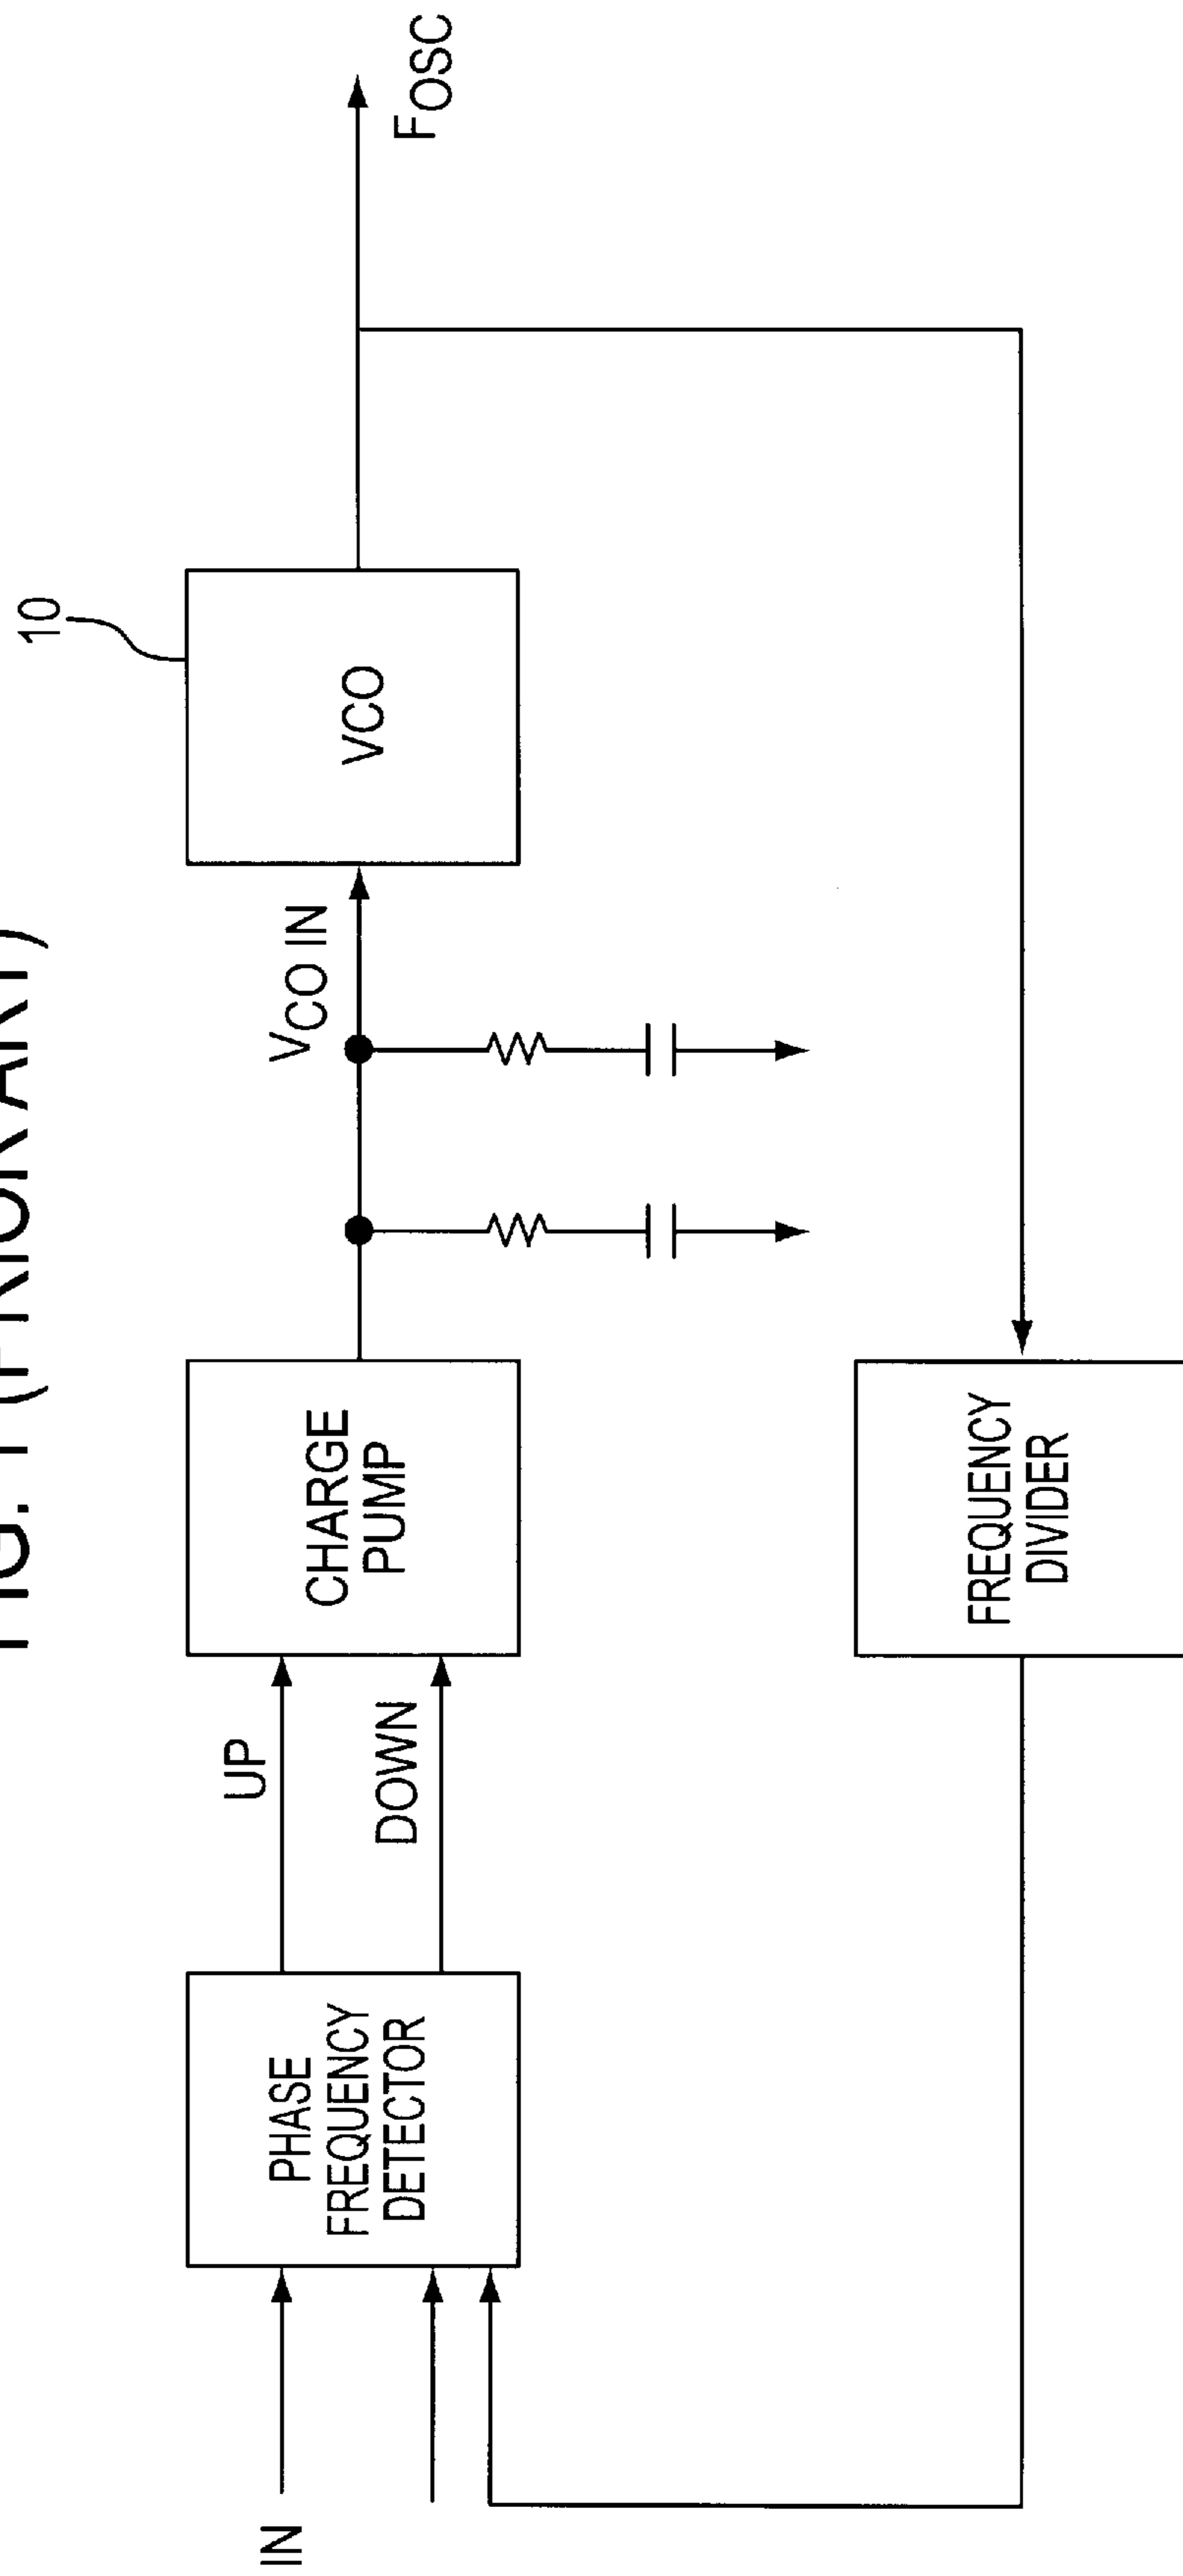 FIG. 1 (PRIOR ART)
IN
PHASE
FREQUENCY
DETECTOR
UP
DOWN
CHARGE
PUMP
VCO IN
VCO
10
FOSC
FREQUENCY
DIVIDER